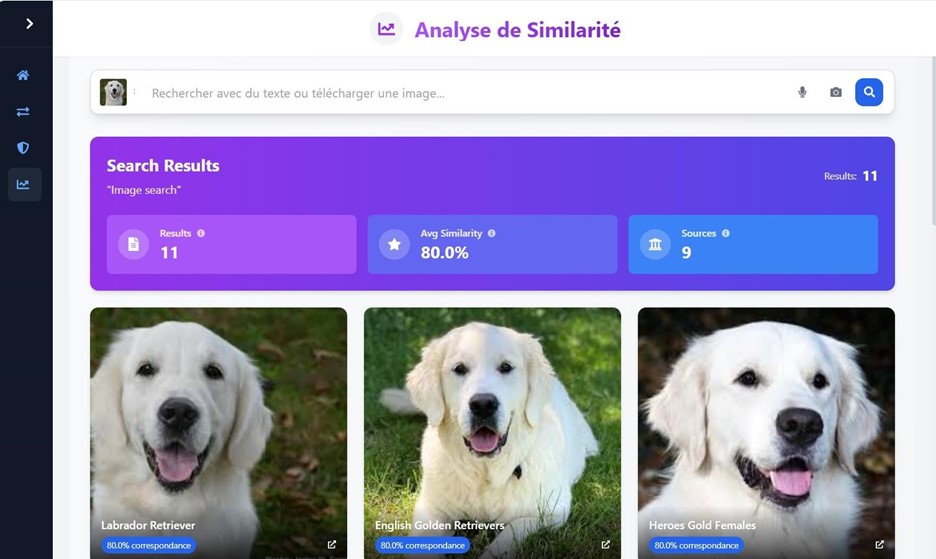 Analyse de Similarité
Rechercher avec du texte ou télécharger une image...
Search Results
"Image search"
Results: 11
Results
11
Avg Similarity
80.0%
Sources
9
Labrador Retriever
80.0% correspondance
English Golden Retrievers
80.0% correspondance
Heroes Gold Females
80.0% correspondance